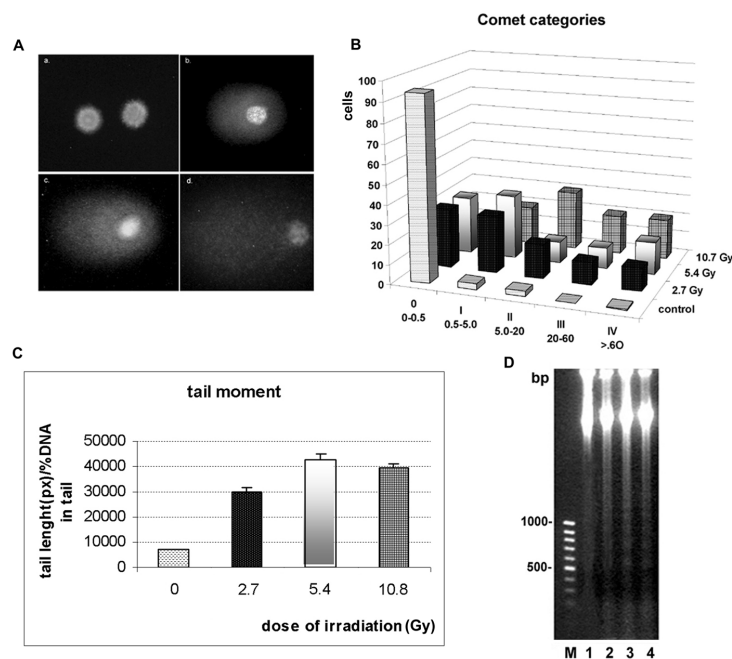 A
a.
b.
c.
d.
Comet categories
B
cells
100
90
80
70
60
50
40
30
20
10
0
0
0-0.5
I
0.5-5.0
II
5.0-20
III
20-60
IV
>.6O
control
2.7 Gy
5.4 Gy
10.7 Gy
C
tail moment
tail lenght(px)/%DNA
in tail
50000
40000
30000
20000
10000
0
0 2.7 5.4 10.8
dose of irradiation (Gy)
D
bp
1000-
500-
M 1 2 3 4